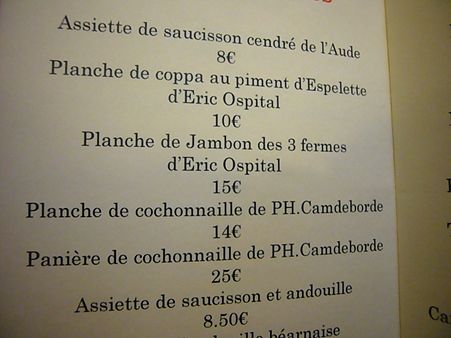 Assiette de saucisson cendré de l'Aude
8€
Planche de coppa au piment d'Espelette
d'Eric Ospital
10€
Planche de Jambon des 3 fermes
d'Eric Ospital
15€
Planche de cochonnaille de PH.Camdeborde
14€
Panière de cochonnaille de PH.Camdeborde
25€
Assiette de saucisson et andouille
8.50€
béarnaise